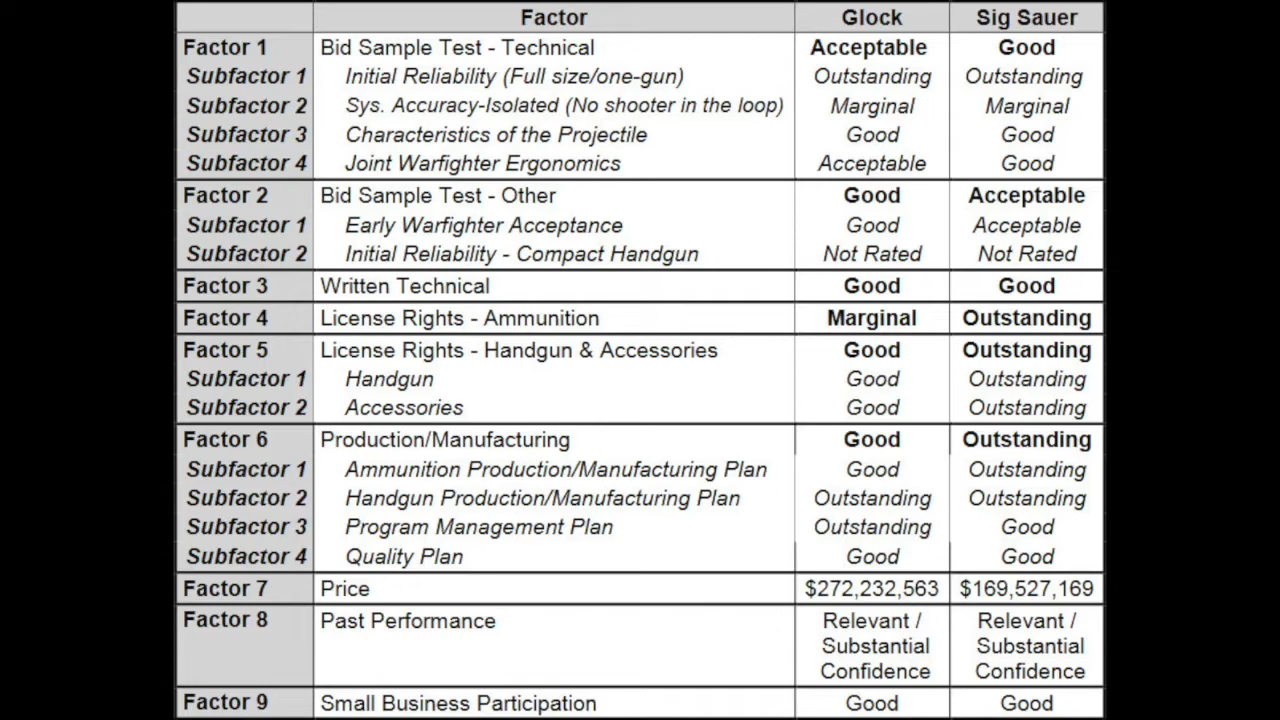 Factor Glock Sig Sauer
Factor 1 Bid Sample Test - Technical Acceptable Good
Subfactor 1 Initial Reliability (Full size/one-gun) Outstanding Outstanding
Subfactor 2 Sys. Accuracy-Isolated (No shooter in the loop) Marginal Marginal
Subfactor 3 Characteristics of the Projectile Good Good
Subfactor 4 Joint Warfighter Ergonomics Acceptable Good
Factor 2 Bid Sample Test - Other Good Acceptable
Subfactor 1 Early Warfighter Acceptance Good Acceptable
Subfactor 2 Initial Reliability - Compact Handgun Not Rated Not Rated
Factor 3 Written Technical Good Good
Factor 4 License Rights - Ammunition Marginal Outstanding
Factor 5 License Rights - Handgun & Accessories Good Outstanding
Subfactor 1 Handgun Good Outstanding
Subfactor 2 Accessories Good Outstanding
Factor 6 Production/Manufacturing Good Outstanding
Subfactor 1 Ammunition Production/Manufacturing Plan Good Outstanding
Subfactor 2 Handgun Production/Manufacturing Plan Outstanding Outstanding
Subfactor 3 Program Management Plan Outstanding Good
Subfactor 4 Quality Plan Good Good
Factor 7 Price $272,232,563 $169,527,169
Factor 8 Past Performance Relevant / Relevant /
Substantial Substantial
Confidence Confidence
Factor 9 Small Business Participation Good Good